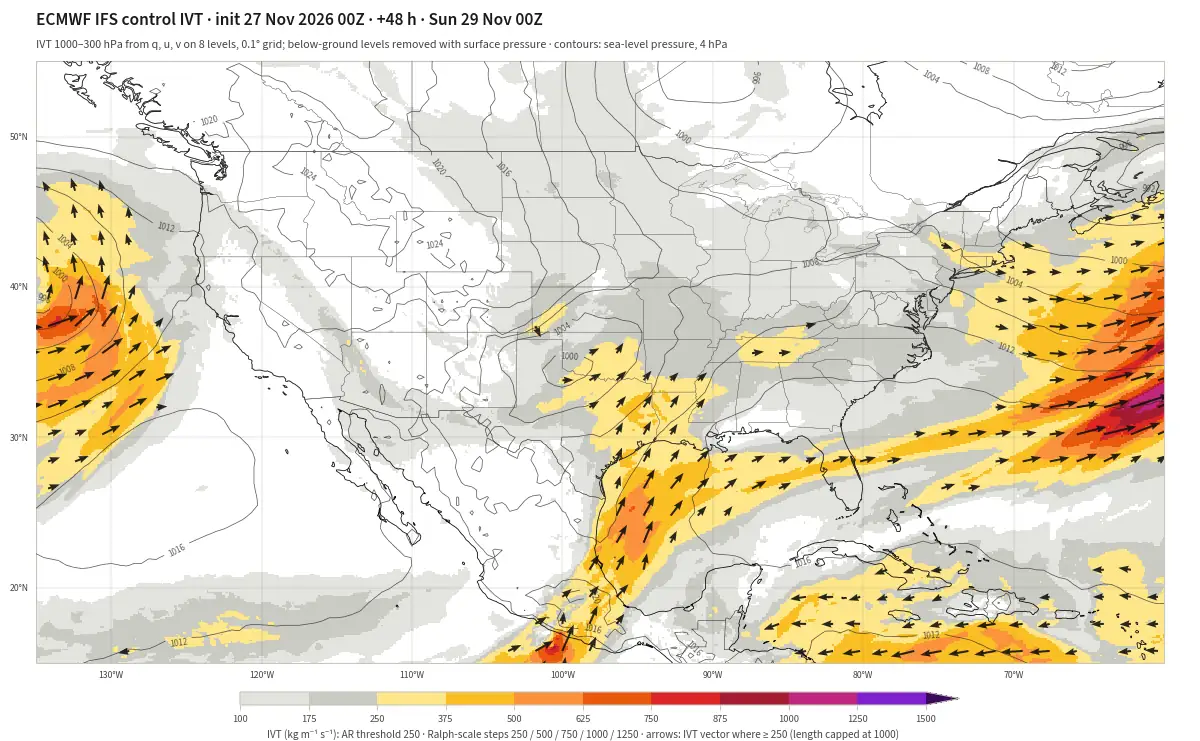 ECMWF IFS control IVT · init 27 Nov 2026 00Z · +48 h · Sun 29 Nov 00Z
IVT 1000–300 hPa from q, u, v on 8 levels, 0.1° grid; below-ground levels removed with surface pressure · contours: sea-level pressure, 4 hPa
1004
1008
1012
996
1020
1000
50°N
1020
1016
1024
992
1012
1004
1024
1000
1008
1000
1004
40°N
1004
1012
1000
1008
30°N
1016
1016
20°N
1016
1012
1012
1016
130°W
120°W
110°W
100°W
90°W
80°W
70°W
100
175
250
375
500
625
750
875
1000
1250
1500
IVT (kg m⁻¹ s⁻¹): AR threshold 250 · Ralph-scale steps 250 / 500 / 750 / 1000 / 1250 · arrows: IVT vector where ≥ 250 (length capped at 1000)